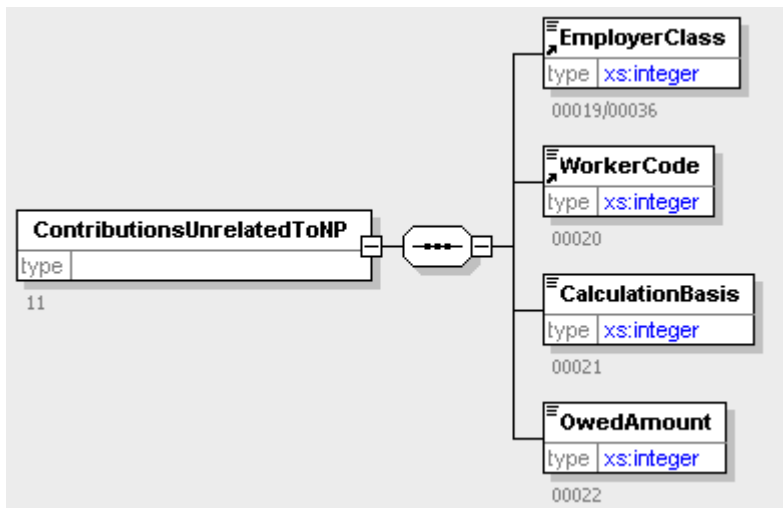 EmployerClass
type xs:integer
00019/00036
WorkerCode
type xs:integer
00020
ContributionsUnrelatedToNP
type
11
CalculationBasis
type xs:integer
00021
OwedAmount
type xs:integer
00022